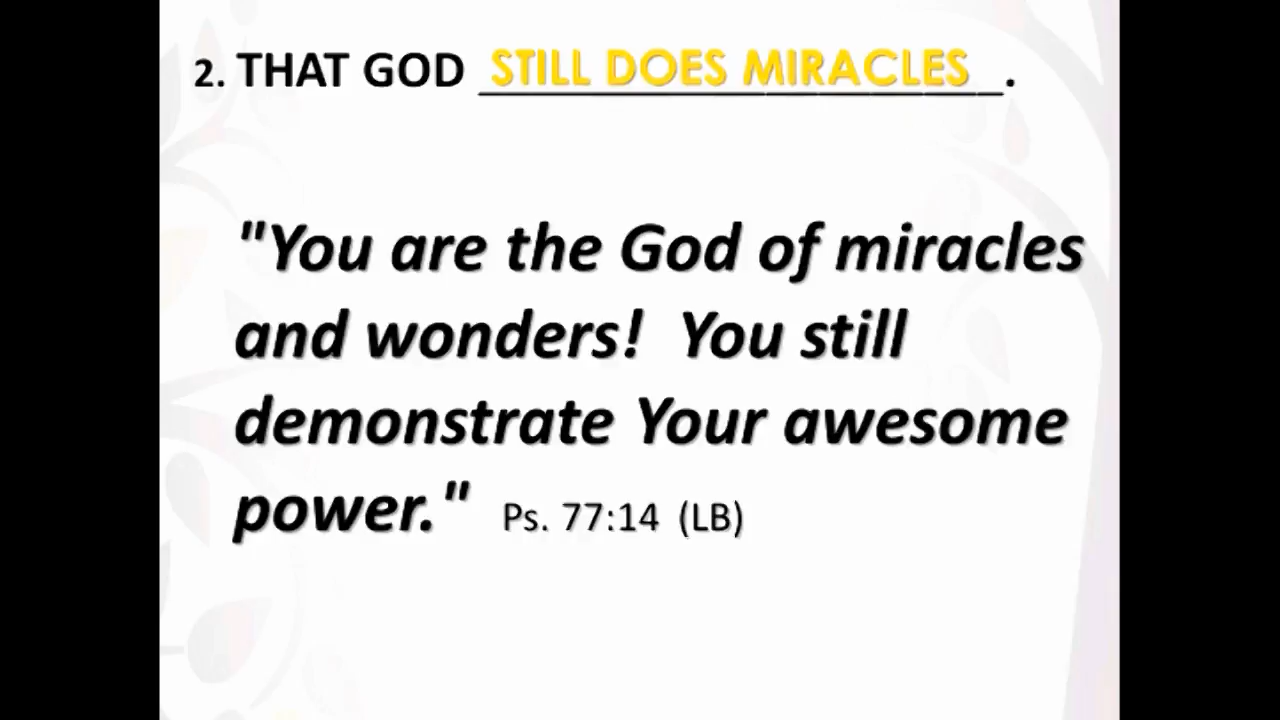 2. THAT GOD STILL DOES MIRACLES.
"You are the God of miracles
and wonders! You still
demonstrate Your awesome
power." Ps. 77:14 (LB)